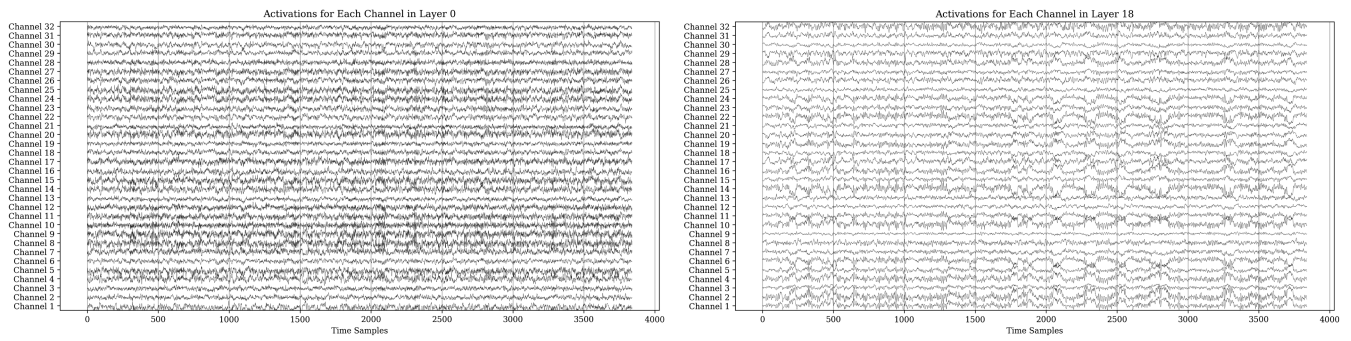 Activations for Each Channel in Layer 0
Channel 32
Channel 31
Channel 30
Channel 29
Channel 28
Channel 27
Channel 26
Channel 25
Channel 24
Channel 23
Channel 22
Channel 21
Channel 20
Channel 19
Channel 18
Channel 17
Channel 16
Channel 15
Channel 14
Channel 13
Channel 12
Channel 11
Channel 10
Channel 9
Channel 8
Channel 7
Channel 6
Channel 5
Channel 4
Channel 3
Channel 2
Channel 1
0 500 1000 1500 2000 2500 3000 3500 4000
Time Samples
Activations for Each Channel in Layer 18
Channel 32
Channel 31
Channel 30
Channel 29
Channel 28
Channel 27
Channel 26
Channel 25
Channel 24
Channel 23
Channel 22
Channel 21
Channel 20
Channel 19
Channel 18
Channel 17
Channel 16
Channel 15
Channel 14
Channel 13
Channel 12
Channel 11
Channel 10
Channel 9
Channel 8
Channel 7
Channel 6
Channel 5
Channel 4
Channel 3
Channel 2
Channel 1
0 500 1000 1500 2000 2500 3000 3500 4000
Time Samples